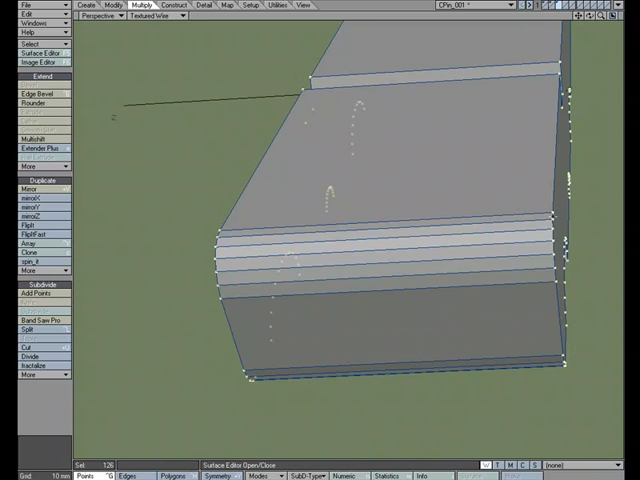 File
Edit
Windows
Help
Select
Surface Editor
Image Editor
Extend
Edge Bevel
Rounder
Multishift
Extender Plus
More
Duplicate
Mirror
mirrorX
mirrorY
mirrorZ
FlipIt
FlipItFast
Array
Clone
spin_it
More
Subdivide
Add Points
Band Saw Pro
Split
Cut
Divide
fractalize
More
Grid: 10 mm
Create Modify Multiply Construct Detail Map Setup Utilities View
CPin_001 *
Perspective Textured Wire
Z
Sel: 126 Surface Editor Open/Close W T M C S (none)
Points Edges Polygons Symmetry Modes SubD-Type Numeric Statistics Info